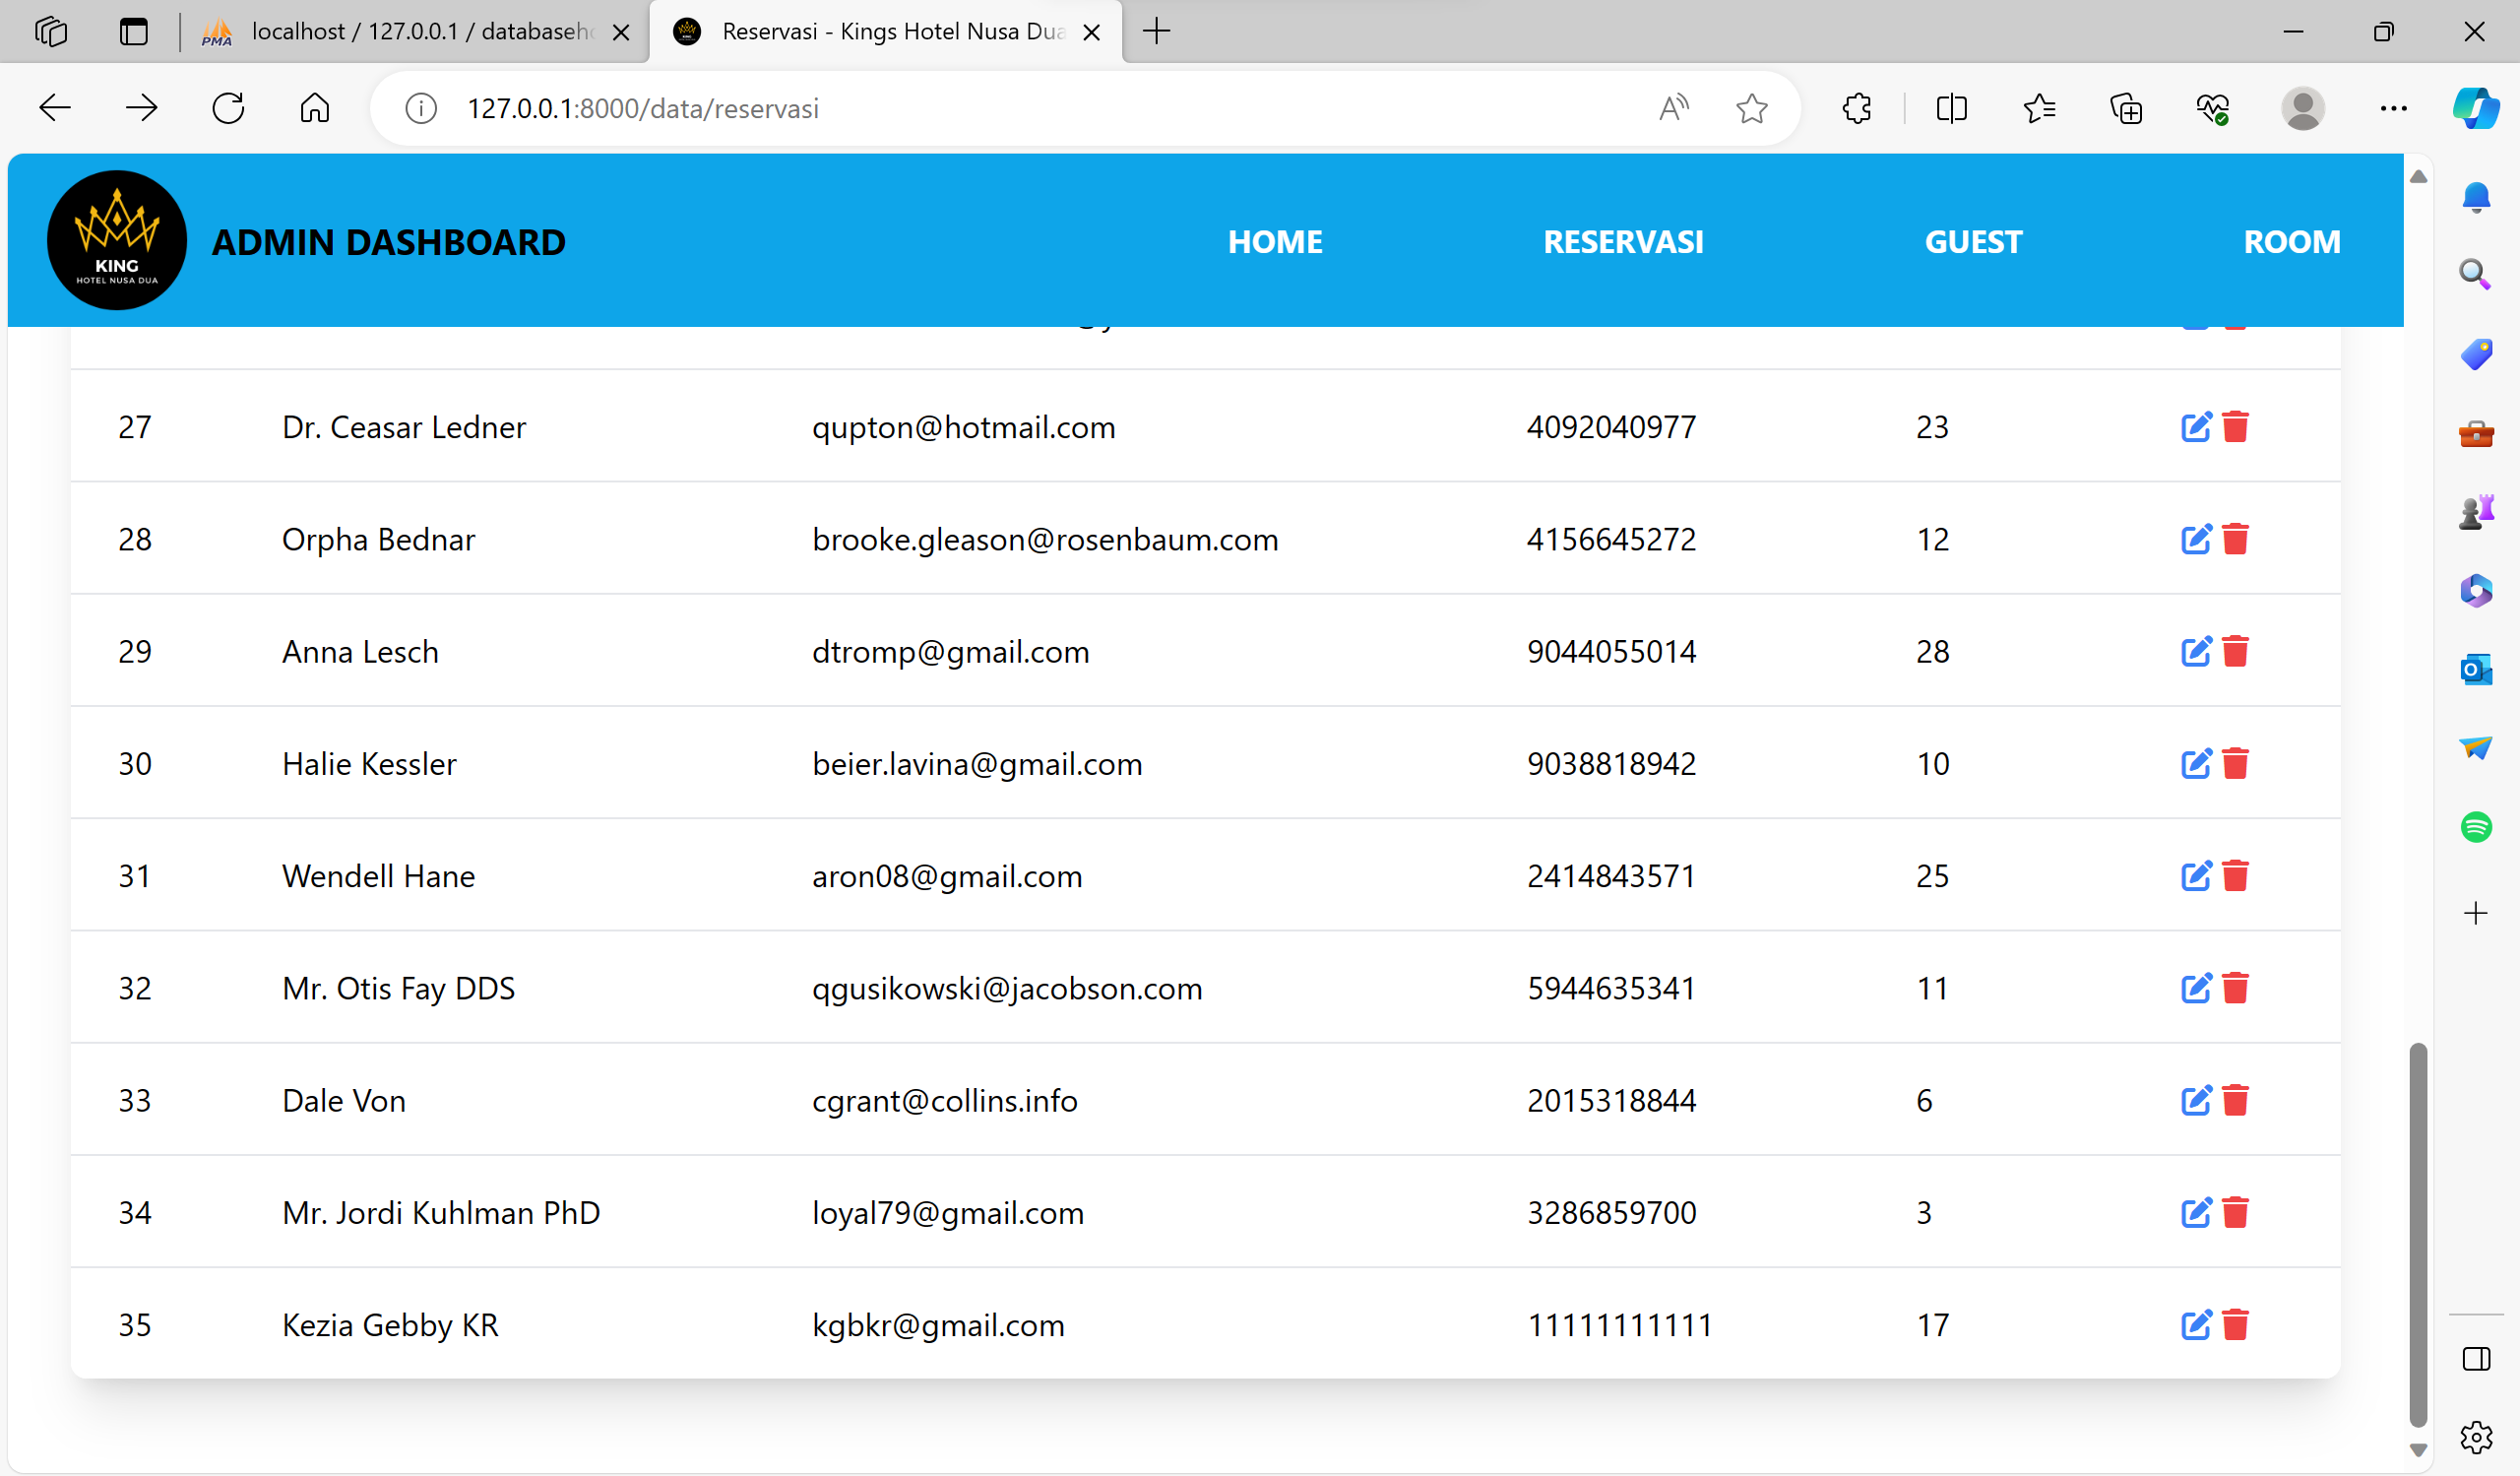 PMA localhost / 127.0.0.1 / databaseh
Reservasi - Kings Hotel Nusa Dua
127.0.0.1:8000/data/reservasi
KING
HOTEL NUSA DUA
ADMIN DASHBOARD HOME RESERVASI GUEST ROOM
27 Dr. Ceasar Ledner qupton@hotmail.com 4092040977 23
28 Orpha Bednar brooke.gleason@rosenbaum.com 4156645272 12
29 Anna Lesch dtromp@gmail.com 9044055014 28
30 Halie Kessler beier.lavina@gmail.com 9038818942 10
31 Wendell Hane aron08@gmail.com 2414843571 25
32 Mr. Otis Fay DDS qgusikowski@jacobson.com 5944635341 11
33 Dale Von cgrant@collins.info 2015318844 6
34 Mr. Jordi Kuhlman PhD loyal79@gmail.com 3286859700 3
35 Kezia Gebby KR kgbkr@gmail.com 11111111111 17